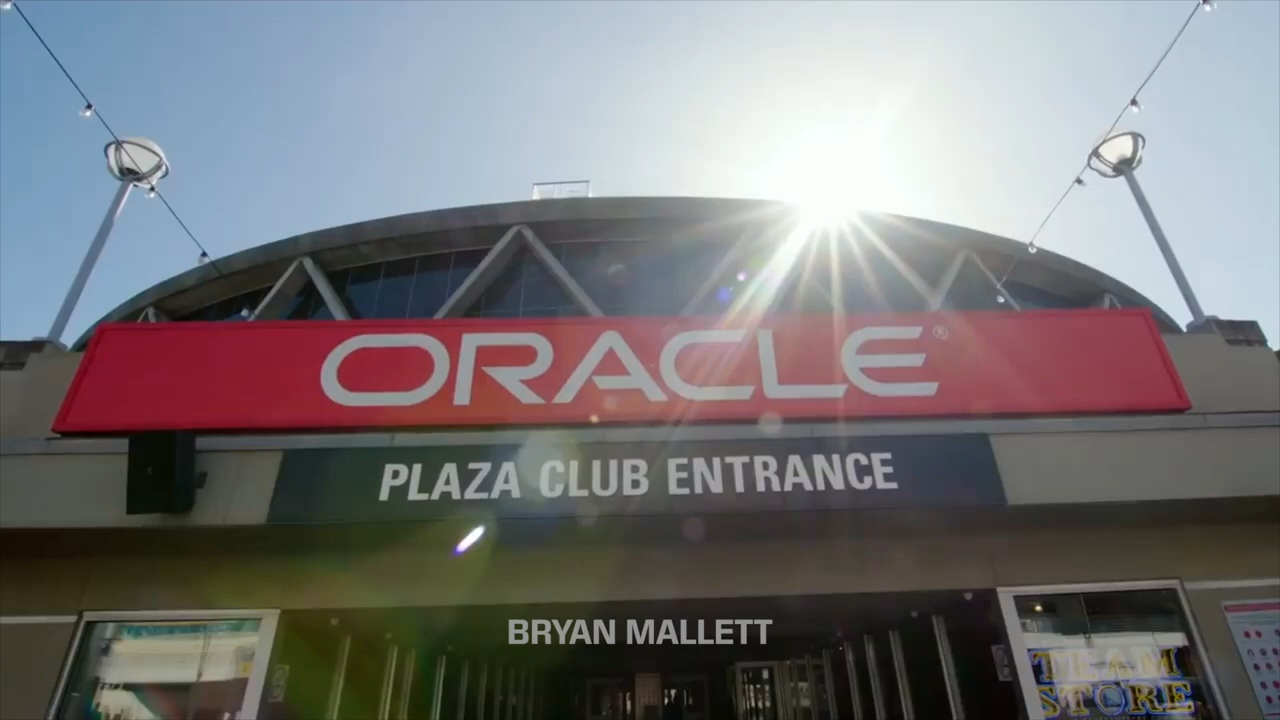 ORACLE®
PLAZA CLUB ENTRANCE
BRYAN MALLETT
TEAM
STORE